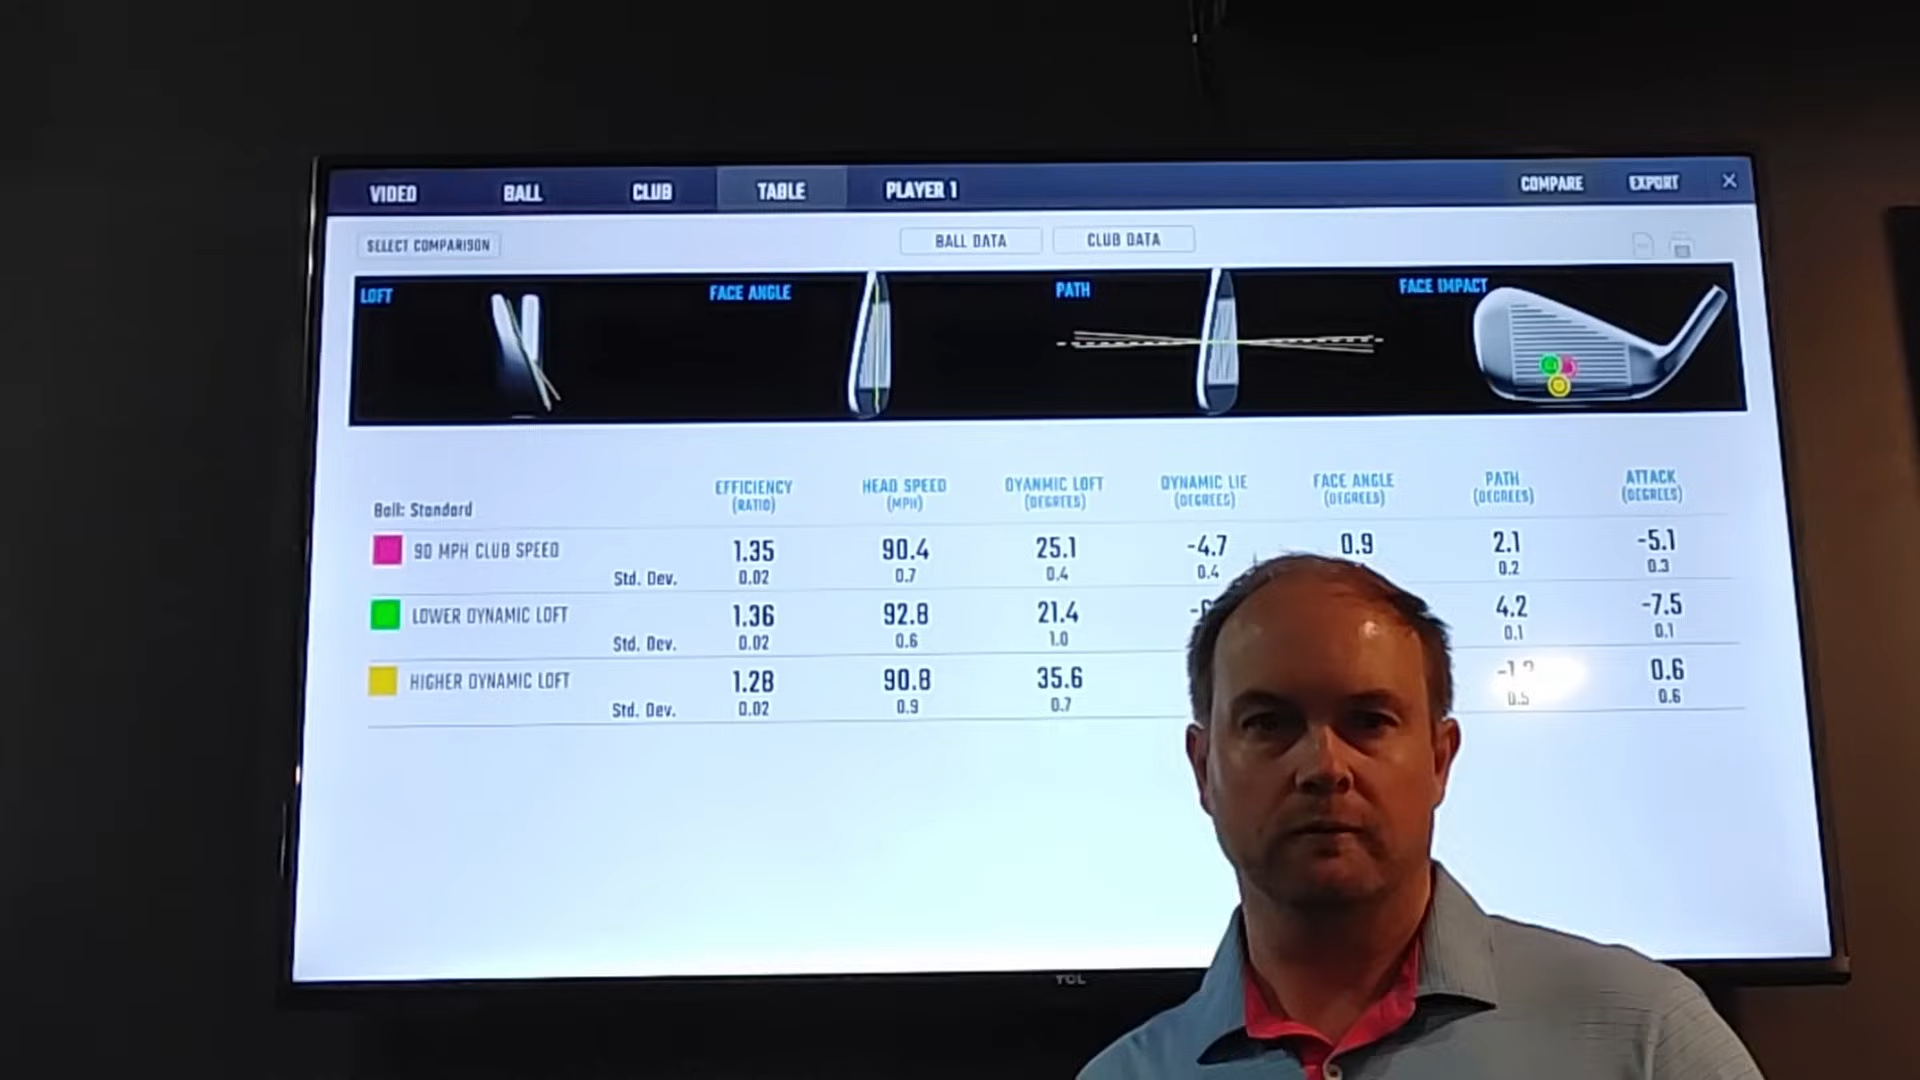 VIDEO BALL CLUB TABLE PLAYER 1 COMPARE EXPORT X
SELECT COMPARISON BALL DATA CLUB DATA
LOFT FACE ANGLE PATH FACE IMPACT
EFFICIENCY HEAD SPEED DYANMIC LOFT DYNAMIC LIE FACE ANGLE PATH ATTACK
(RATIO) (MPH) (DEGREES) (DEGREES) (DEGREES) (DEGREES) (DEGREES)
Ball: Standard
90 MPH CLUB SPEED 1.35 90.4 25.1 -4.7 0.9 2.1 -5.1
Std. Dev. 0.02 0.7 0.4 0.4 0.2 0.3
LOWER DYNAMIC LOFT 1.36 92.8 21.4 4.2 -7.5
Std. Dev. 0.02 0.6 1.0 0.1 0.1
HIGHER DYNAMIC LOFT 1.28 90.8 35.6 0.6
Std. Dev. 0.02 0.9 0.7 0.5 0.6
TCL